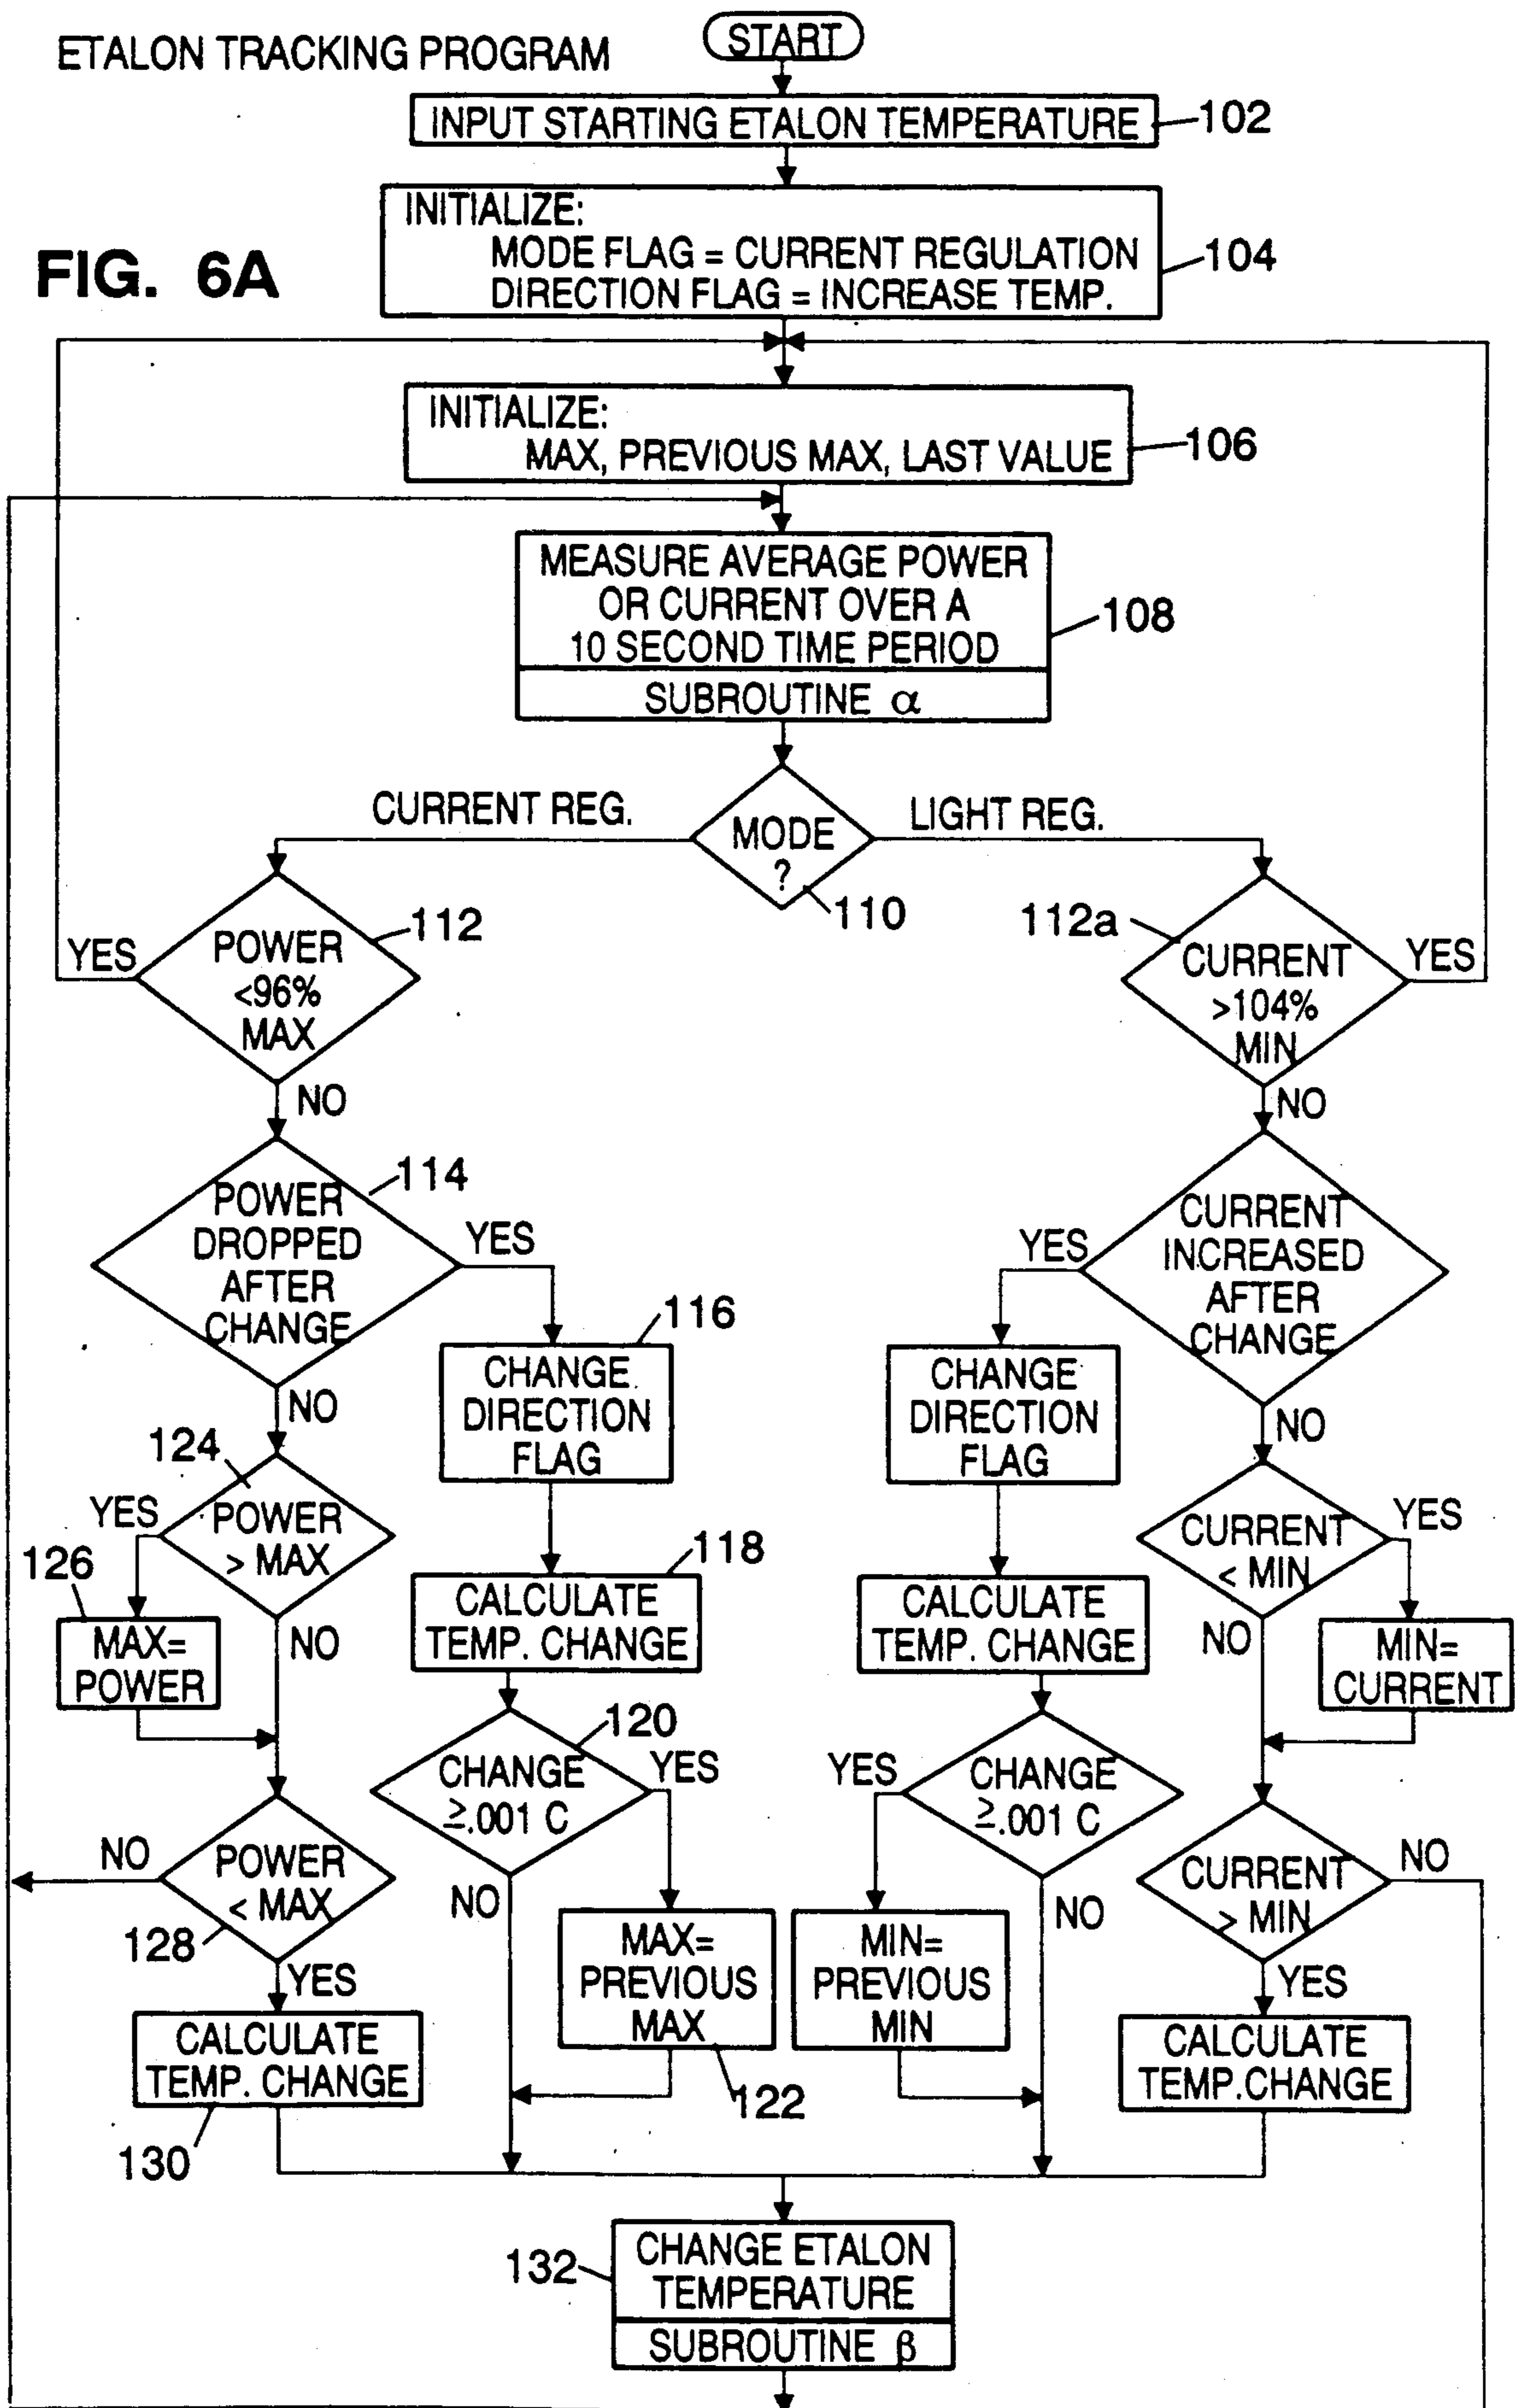 ETALON TRACKING PROGRAM
START
INPUT STARTING ETALON TEMPERATURE
102
FIG. 6A
INITIALIZE:
MODE FLAG = CURRENT REGULATION
DIRECTION FLAG = INCREASE TEMP.
104
INITIALIZE:
MAX, PREVIOUS MAX, LAST VALUE
106
MEASURE AVERAGE POWER
OR CURRENT OVER A
10 SECOND TIME PERIOD
SUBROUTINE α
108
CURRENT REG.
MODE
?
110
LIGHT REG.
YES
POWER
<96%
MAX
112
NO
112a
CURRENT
>104%
MIN
YES
NO
POWER
DROPPED
AFTER
CHANGE
114
YES
NO
CURRENT
INCREASED
AFTER
CHANGE
YES
NO
116
CHANGE
DIRECTION
FLAG
CHANGE
DIRECTION
FLAG
124
YES
POWER
> MAX
NO
126
MAX=
POWER
118
CALCULATE
TEMP. CHANGE
CALCULATE
TEMP. CHANGE
CURRENT
< MIN
YES
NO
MIN=
CURRENT
120
CHANGE
≥.001 C
YES
NO
YES
CHANGE
≥.001 C
NO
NO
POWER
< MAX
128
YES
CURRENT
> MIN
NO
YES
MAX=
PREVIOUS
MAX
122
MIN=
PREVIOUS
MIN
CALCULATE
TEMP. CHANGE
130
CALCULATE
TEMP.CHANGE
132
CHANGE ETALON
TEMPERATURE
SUBROUTINE β